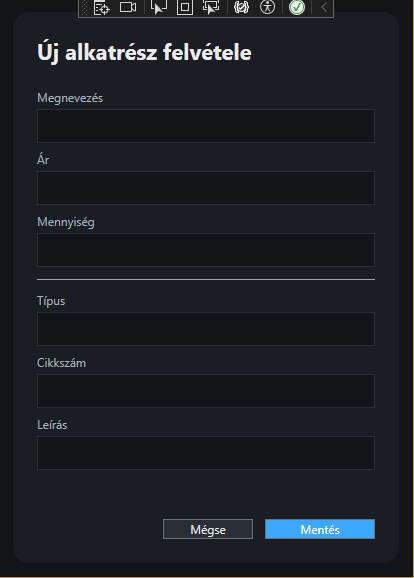 Új alkatrész felvétele
Megnevezés
Ár
Mennyiség
Típus
Cikkszám
Leírás
Mégse
Mentés